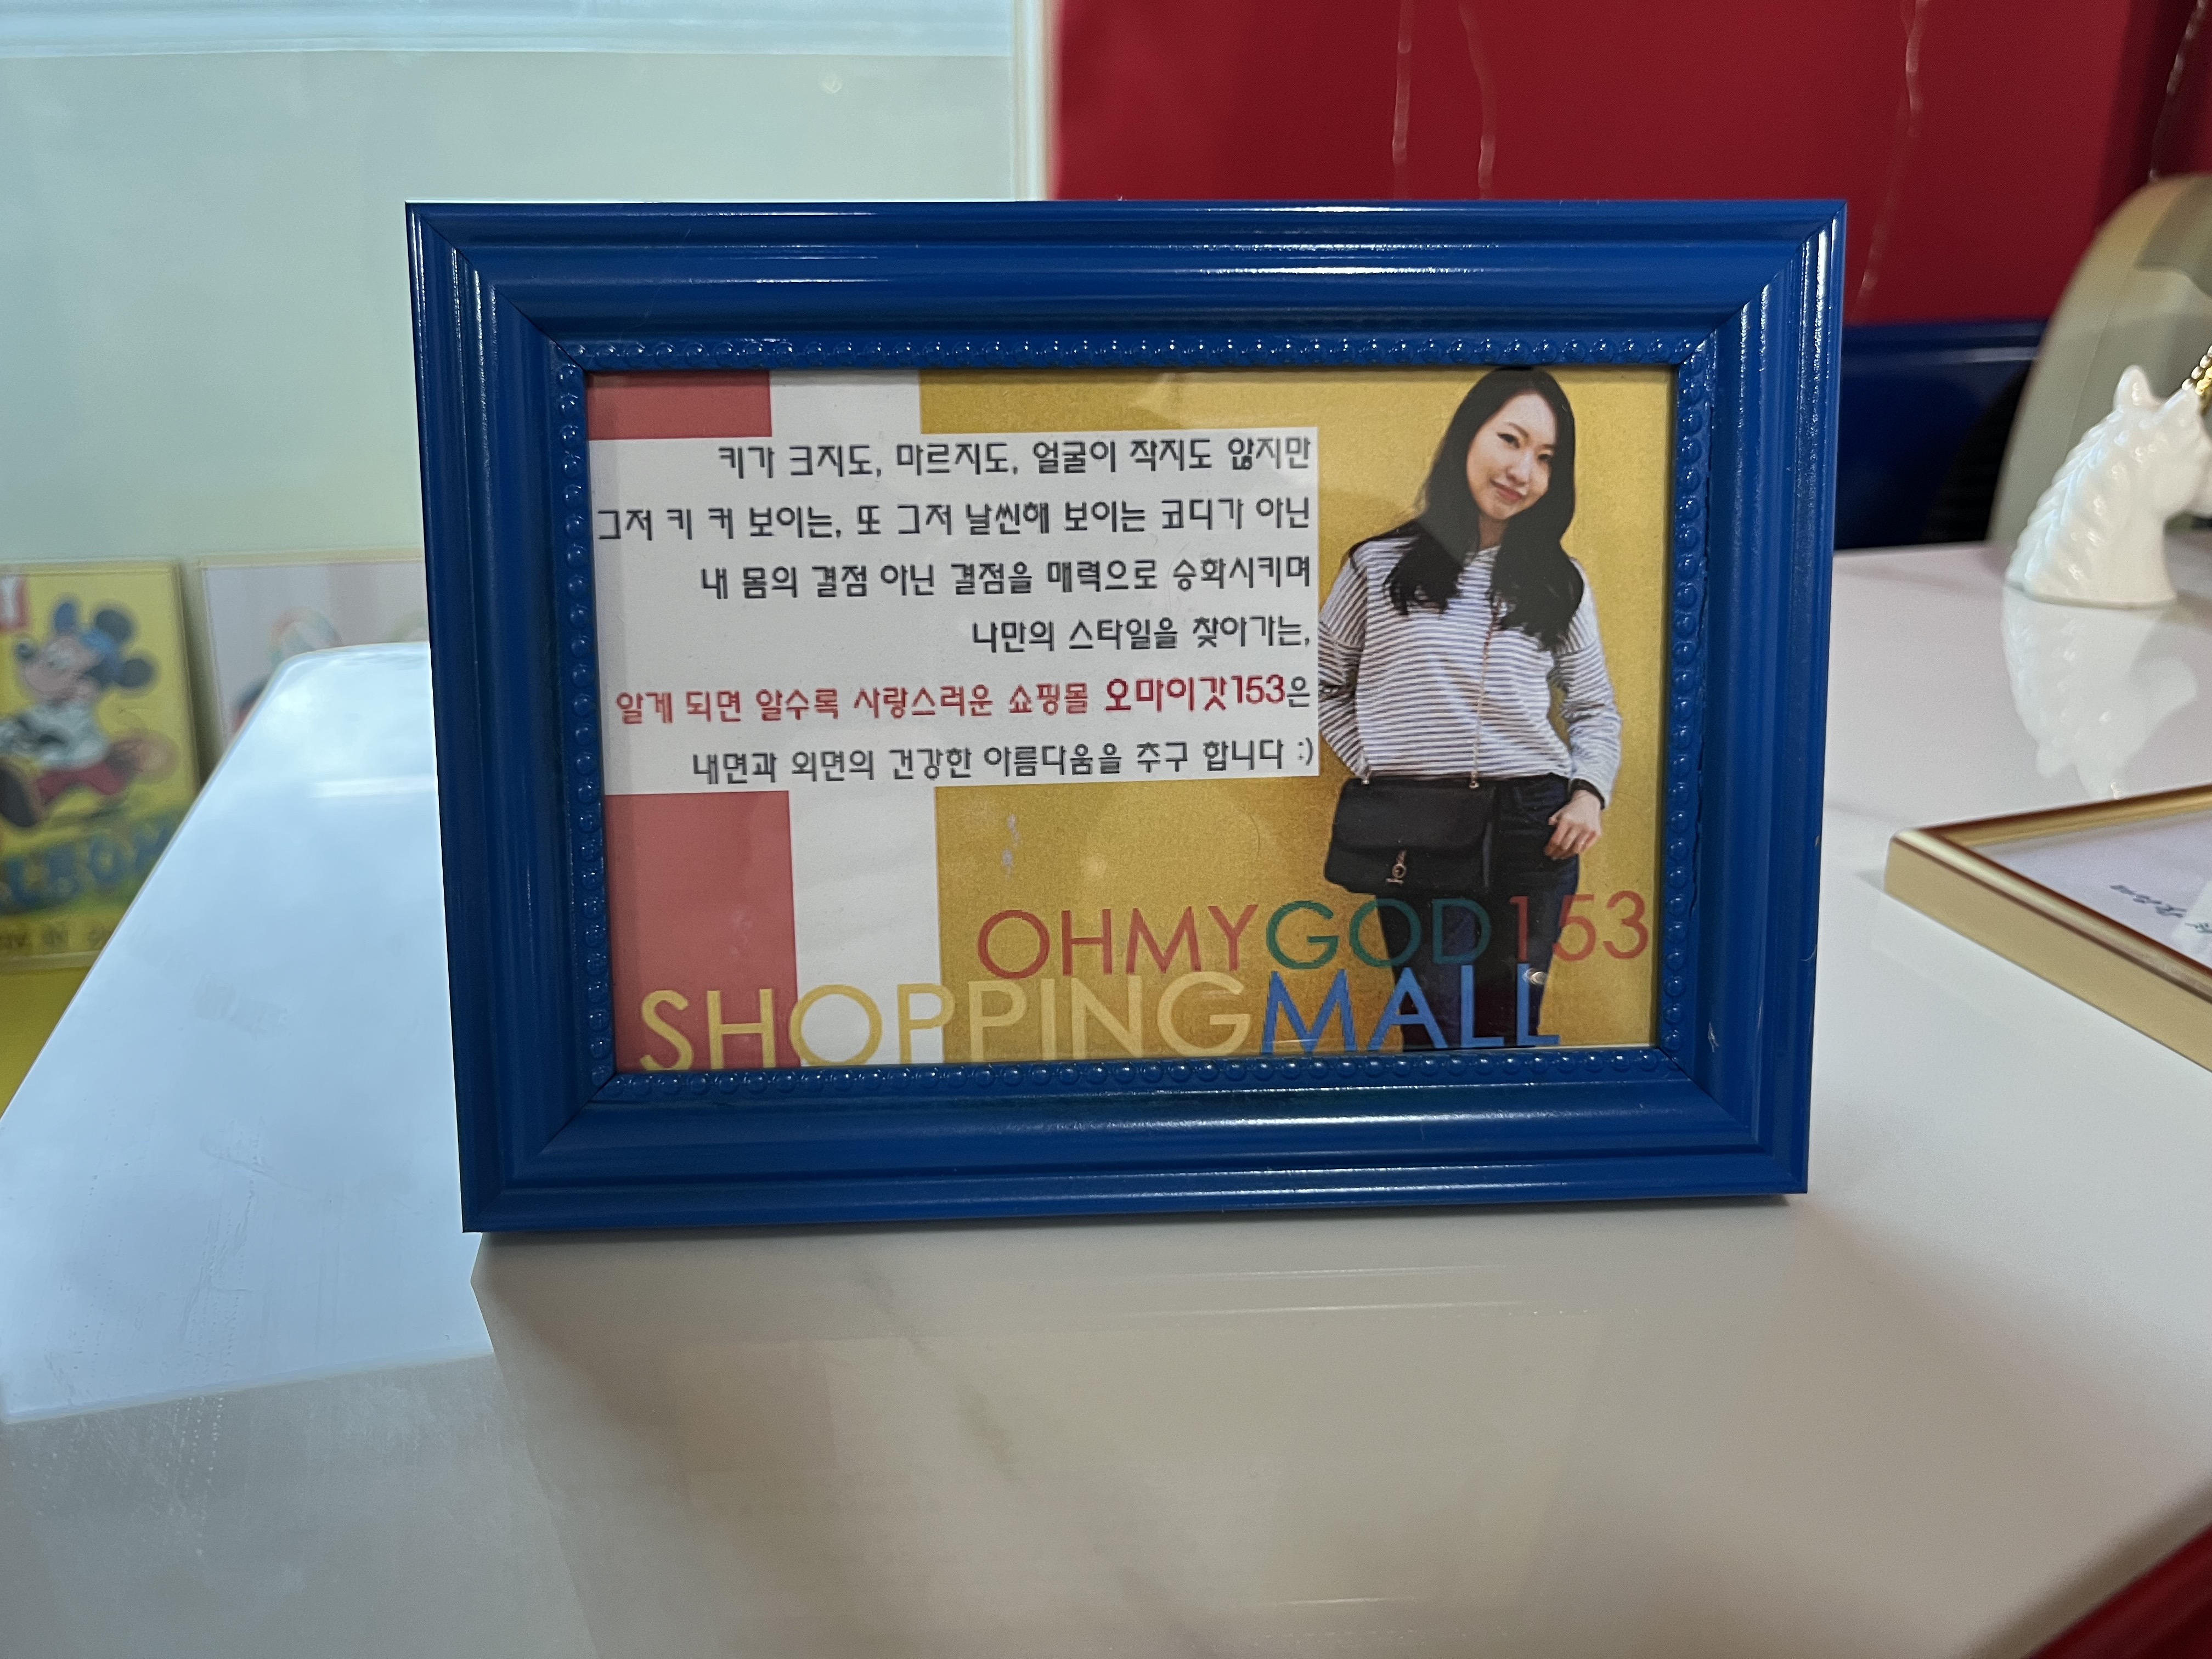 키가 크지도, 마르지도, 얼굴이 작지도 않지만
그저 키 커 보이는, 또 그저 날씬해 보이는 코디가 아닌
내 몸의 결점 아닌 결점을 매력으로 승화시키며
나만의 스타일을 찾아가는,
알게 되면 알수록 사랑스러운 쇼핑몰 오마이갓153은
내면과 외면의 건강한 아름다움을 추구 합니다 :)
OHMYGOD153
SHOPPINGMALL